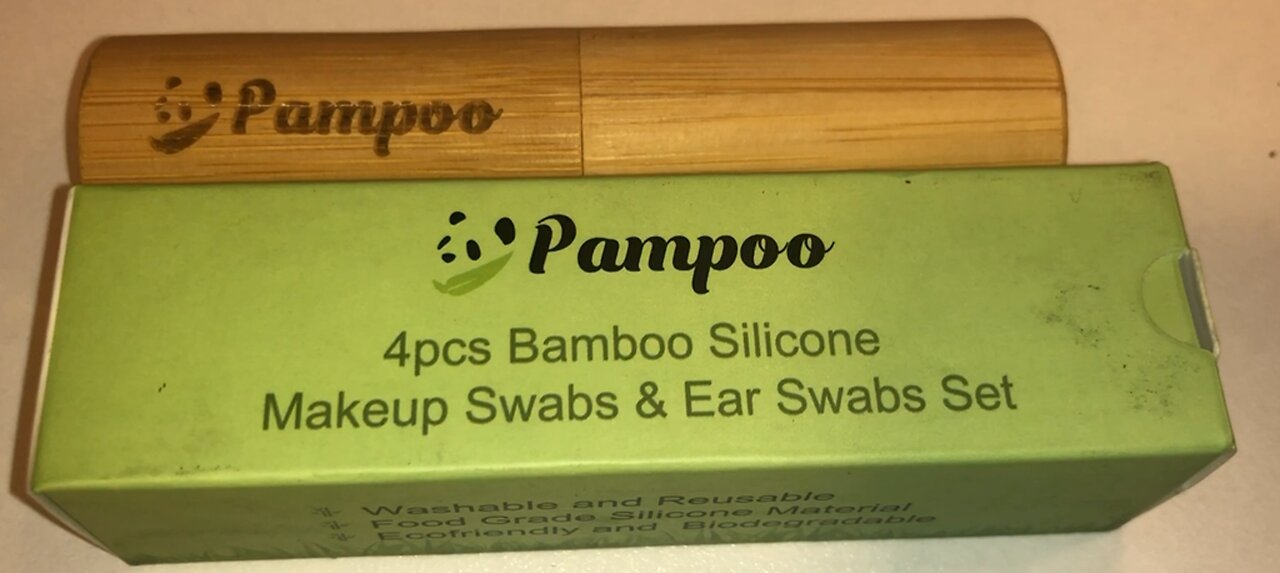 Pampoo
Pampoo
4pcs Bamboo Silicone
Makeup Swabs & Ear Swabs Set
Washable and Reusable
Food Grade Silicone Material
Ecofriendly and Biodegradable